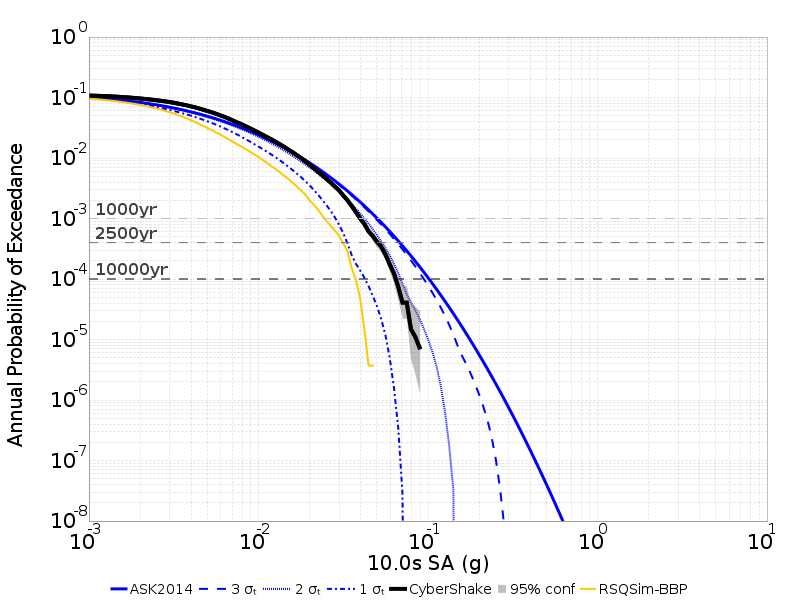 10^0
10^-1
10^-2
10^-3
10^-4
10^-5
10^-6
10^-7
10^-8
Annual Probability of Exceedance
1000yr
2500yr
10000yr
10^-3 10^-2 10^-1 10^0 10^1
10.0s SA (g)
ASK2014 3 σₜ 2 σₜ 1 σₜ CyberShake 95% conf RSQSim-BBP